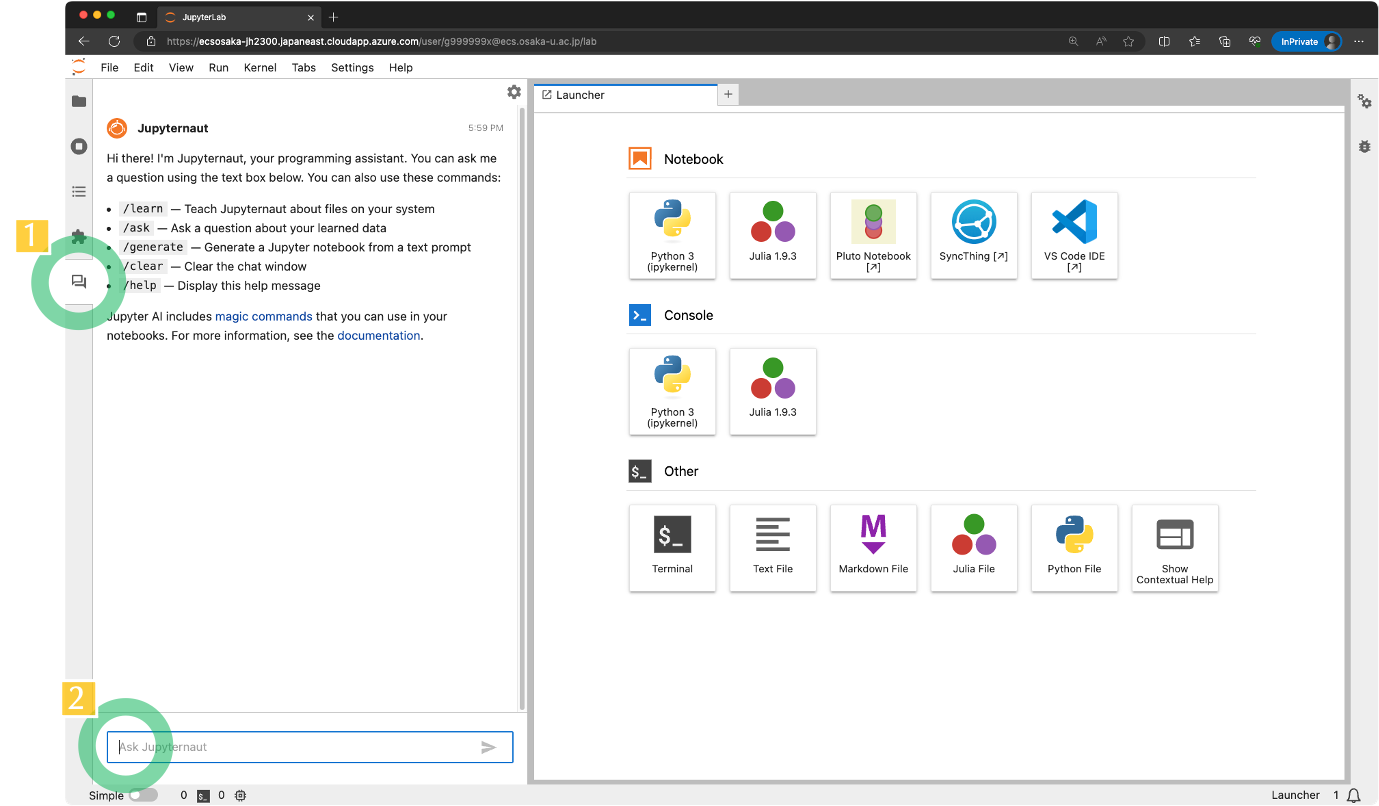 JupyterLab
https://ecsosaka-jh2300.japaneast.cloudapp.azure.com/user/g999999x@ecs.osaka-u.ac.jp/lab
InPrivate
File Edit View Run Kernel Tabs Settings Help
Launcher
Jupyternaut
5:59 PM
Hi there! I'm Jupyternaut, your programming assistant. You can ask me
a question using the text box below. You can also use these commands:
• /learn — Teach Jupyternaut about files on your system
• /ask — Ask a question about your learned data
• /generate — Generate a Jupyter notebook from a text prompt
• /clear — Clear the chat window
• /help — Display this help message
Jupyter AI includes magic commands that you can use in your
notebooks. For more information, see the documentation.
1
2
Ask Jupyternaut
Notebook
Python 3
(ipykernel)
Julia 1.9.3
Pluto Notebook
[↗]
SyncThing [↗]
VS Code IDE
[↗]
>_
Console
Python 3
(ipykernel)
Julia 1.9.3
$_
Other
$_
Terminal
Text File
M
Markdown File
Julia File
Python File
Show
Contextual Help
Simple 0 $_ 0
Launcher 1